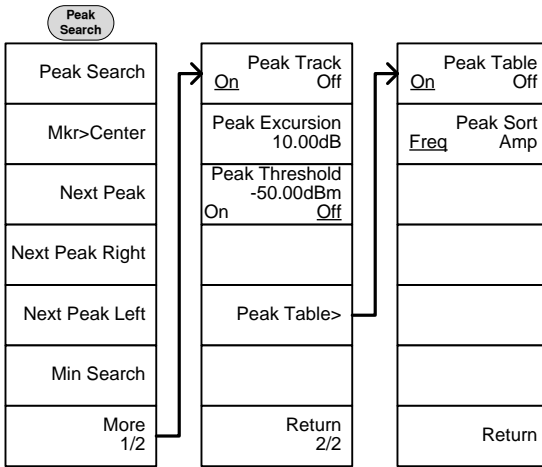 Peak
Search
Peak Search
Mkr>Center
Next Peak
Next Peak Right
Next Peak Left
Min Search
More
1/2
Peak Track
On Off
Peak Excursion
10.00dB
Peak Threshold
-50.00dBm
On Off
Peak Table>
Return
2/2
Peak Table
On Off
Peak Sort
Freq Amp
Return